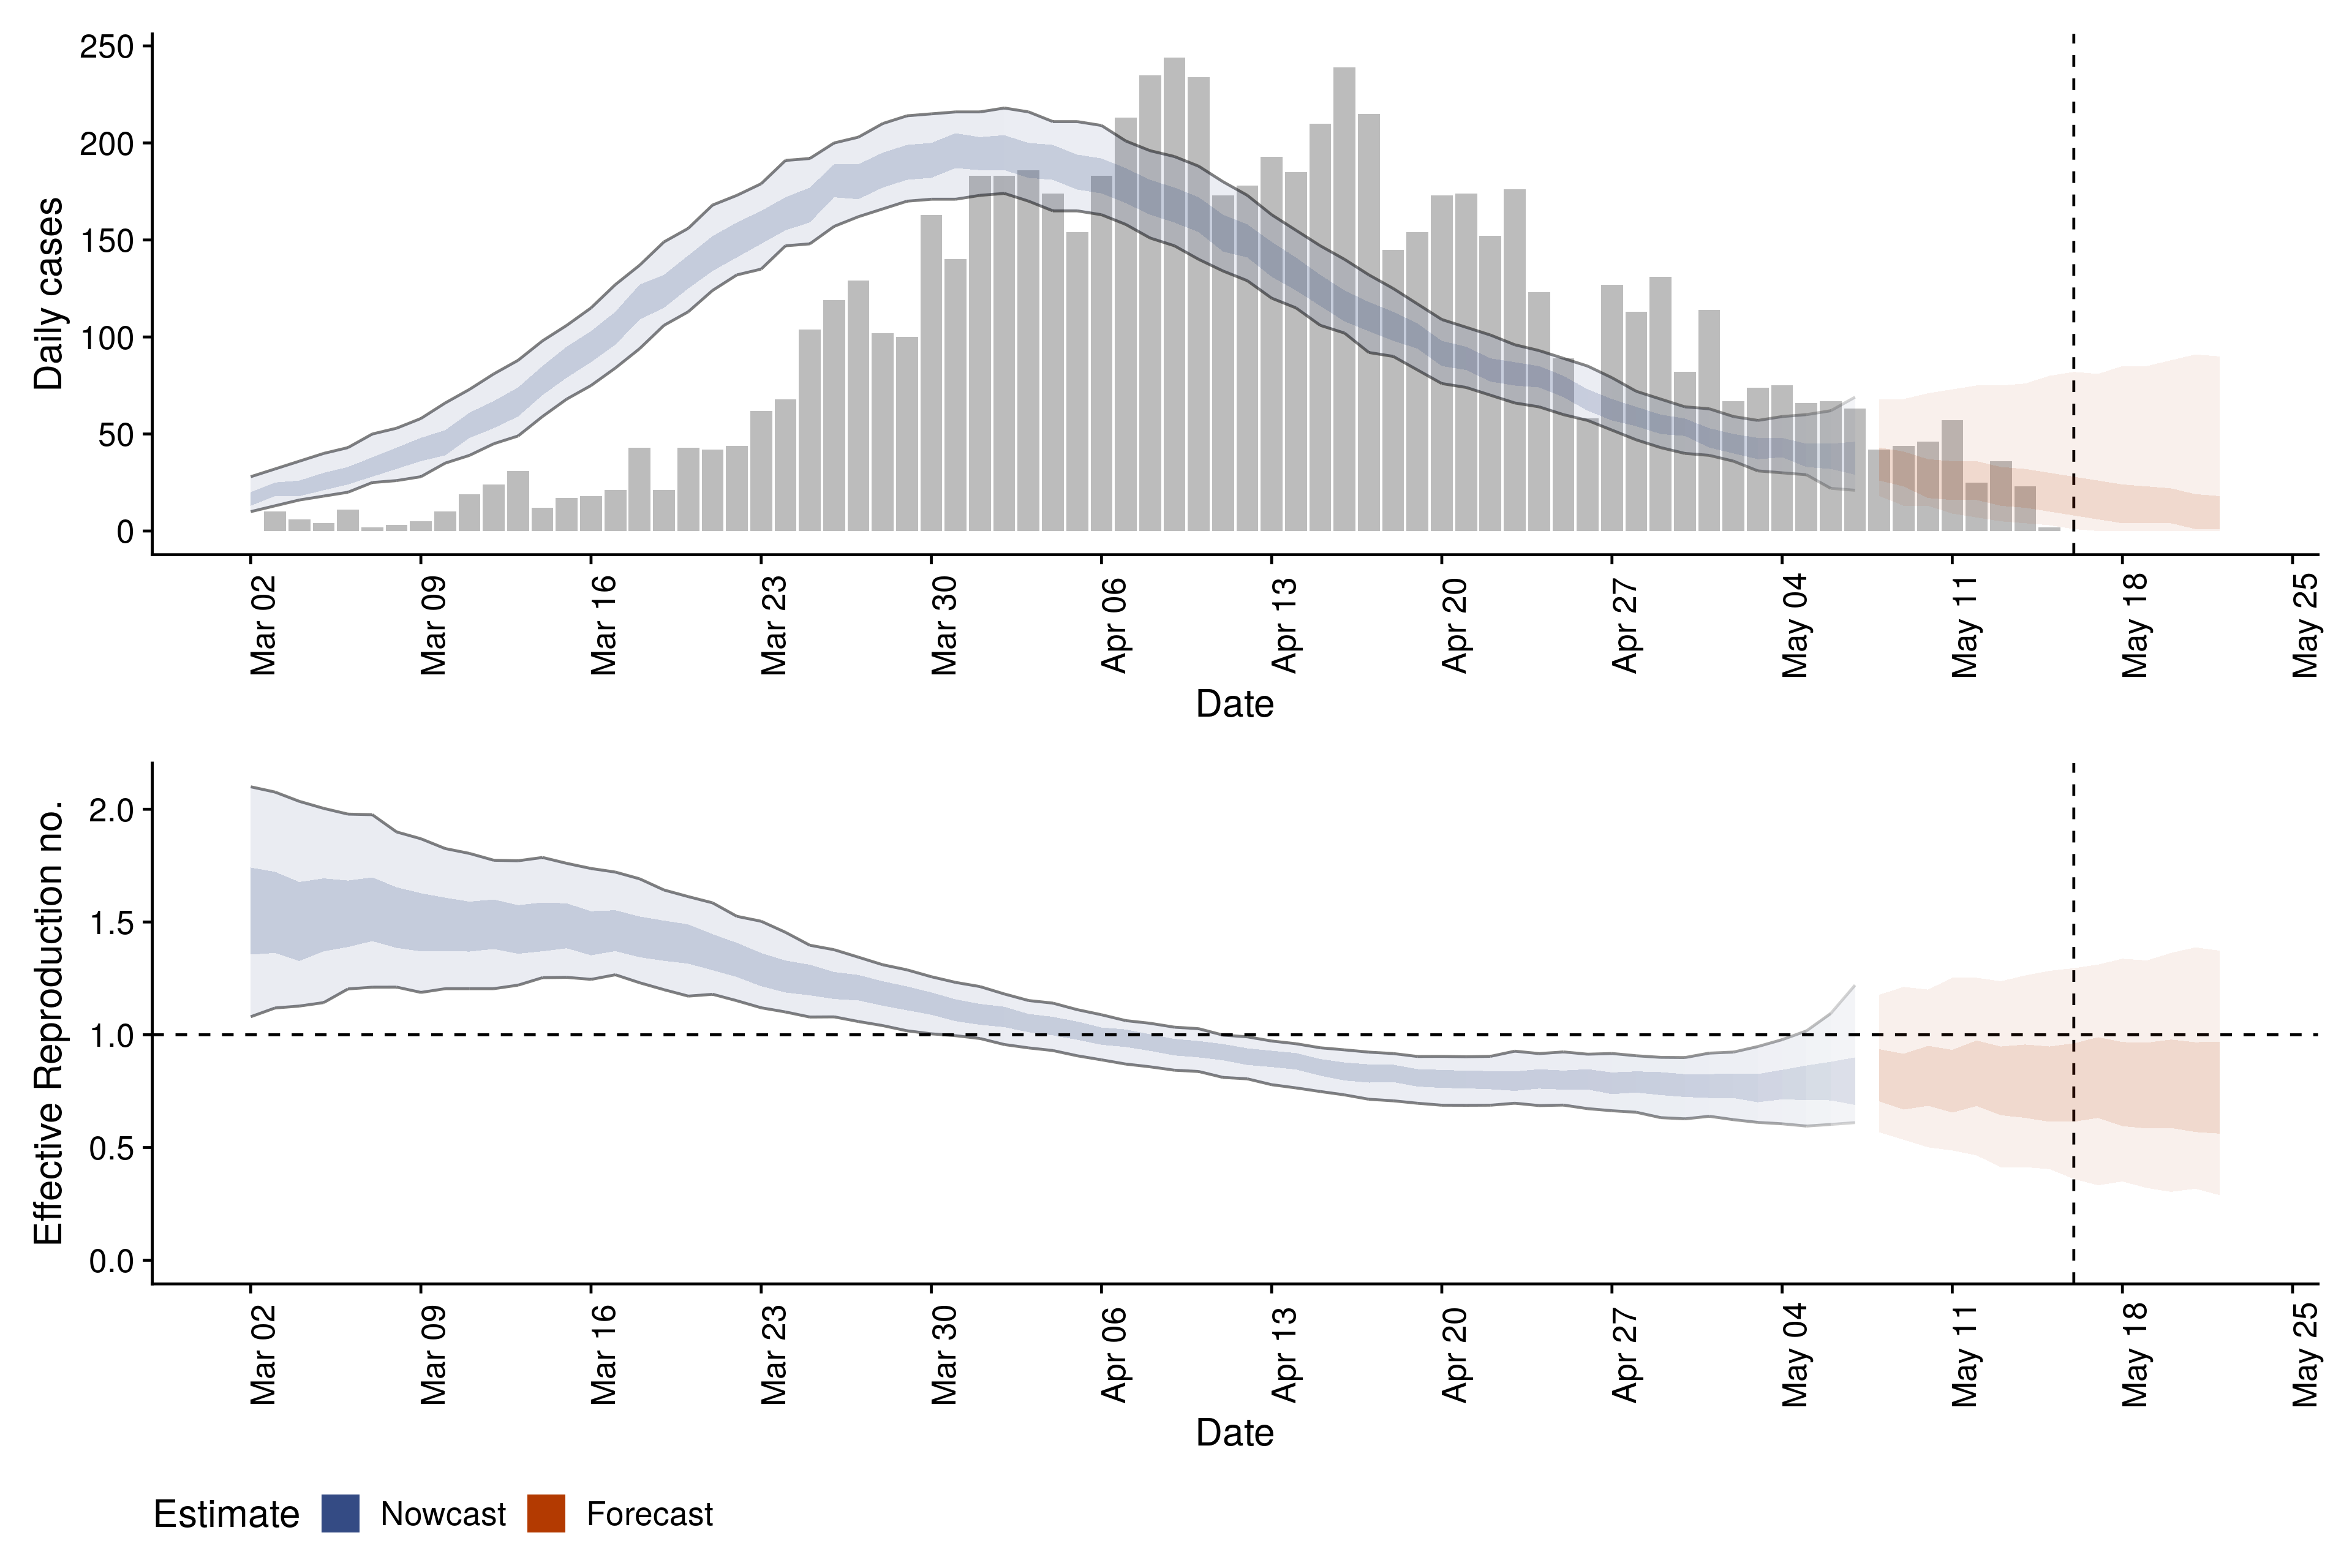 Daily cases
250
200
150
100
50
0
Mar 02
Mar 09
Mar 16
Mar 23
Mar 30
Apr 06
Apr 13
Apr 20
Apr 27
May 04
May 11
May 18
May 25
Date
Effective Reproduction no.
2.0
1.5
1.0
0.5
0.0
Mar 02
Mar 09
Mar 16
Mar 23
Mar 30
Apr 06
Apr 13
Apr 20
Apr 27
May 04
May 11
May 18
May 25
Date
Estimate Nowcast Forecast